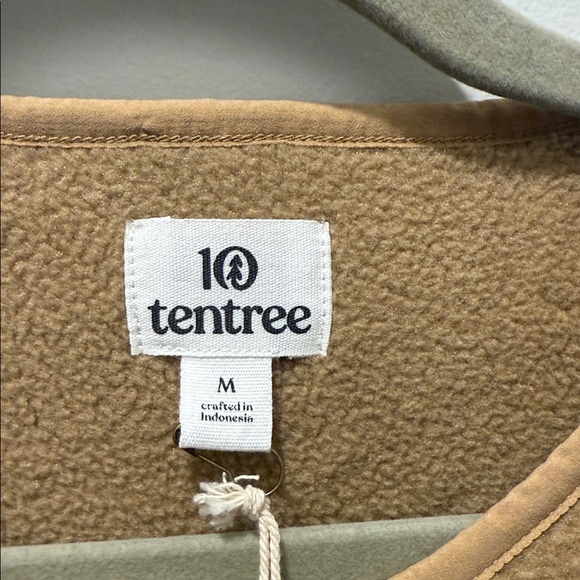 10
tentree
M
crafted in
Indonesia